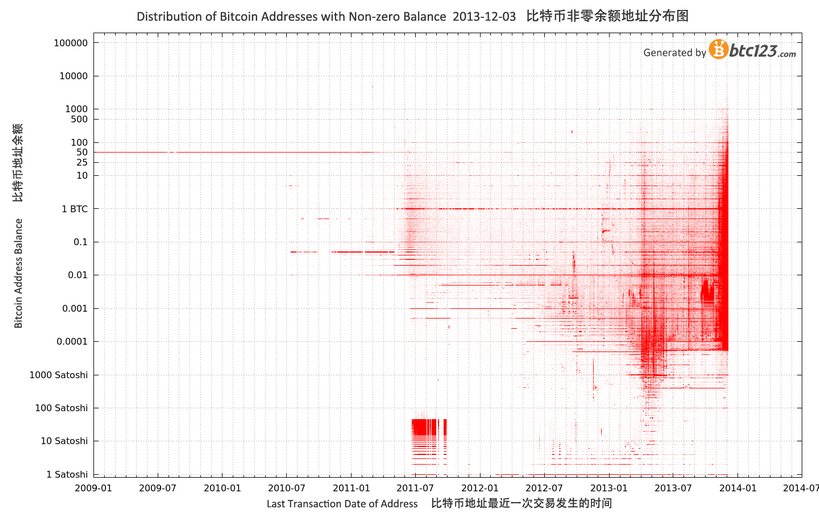 Distribution of Bitcoin Addresses with Non-zero Balance 2013-12-03 比特币非零余额地址分布图
Generated by btc123.com
比特币地址余额
Bitcoin Address Balance
100000
10000
1000
500
100
50
25
10
1 BTC
0.1
0.01
0.001
0.0001
1000 Satoshi
100 Satoshi
10 Satoshi
1 Satoshi
2009-01 2009-07 2010-01 2010-07 2011-01 2011-07 2012-01 2012-07 2013-01 2013-07 2014-01 2014-07
Last Transaction Date of Address 比特币地址最近一次交易发生的时间